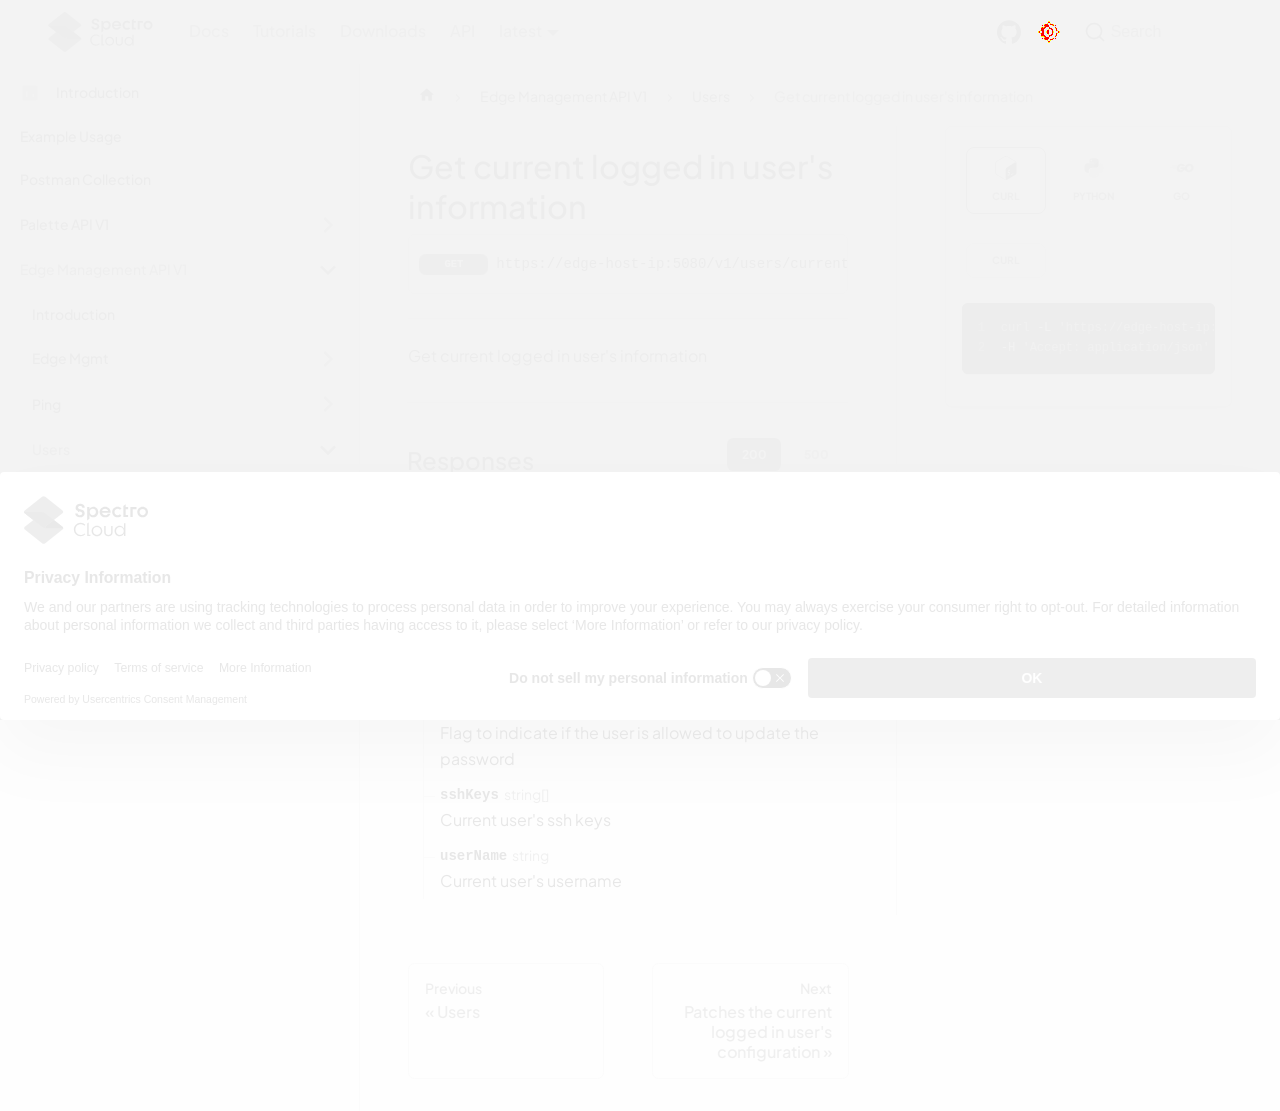 Spectro
Cloud
Docs
Tutorials
Downloads
API
latest
Search
Introduction
Example Usage
Postman Collection
Palette API V1
Edge Management API V1
Introduction
Edge Mgmt
Ping
Users
Edge Management API V1
Users
Get current logged in user's information
Get current logged in user's
information
GET
https://edge-host-ip:5080/v1/users/current
Get current logged in user's information
Responses
200
CURL
PYTHON
GO
CURL
Spectro
Cloud
Privacy Information
We and our partners are using tracking technologies to process personal data in order to improve your experience. You may always exercise your consumer right to opt-out. For detailed information
about personal information we collect and third parties having access to it, please select ‘More Information’ or refer to our privacy policy.
Privacy policy
Terms of service
More Information
Powered by Usercentrics Consent Management
Do not sell my personal information
OK
Flag to indicate if the user is allowed to update the
password
sshKeys string[]
Current user's ssh keys
userName string
Current user's username
Previous
« Users
Next
Patches the current
logged in user's
configuration »